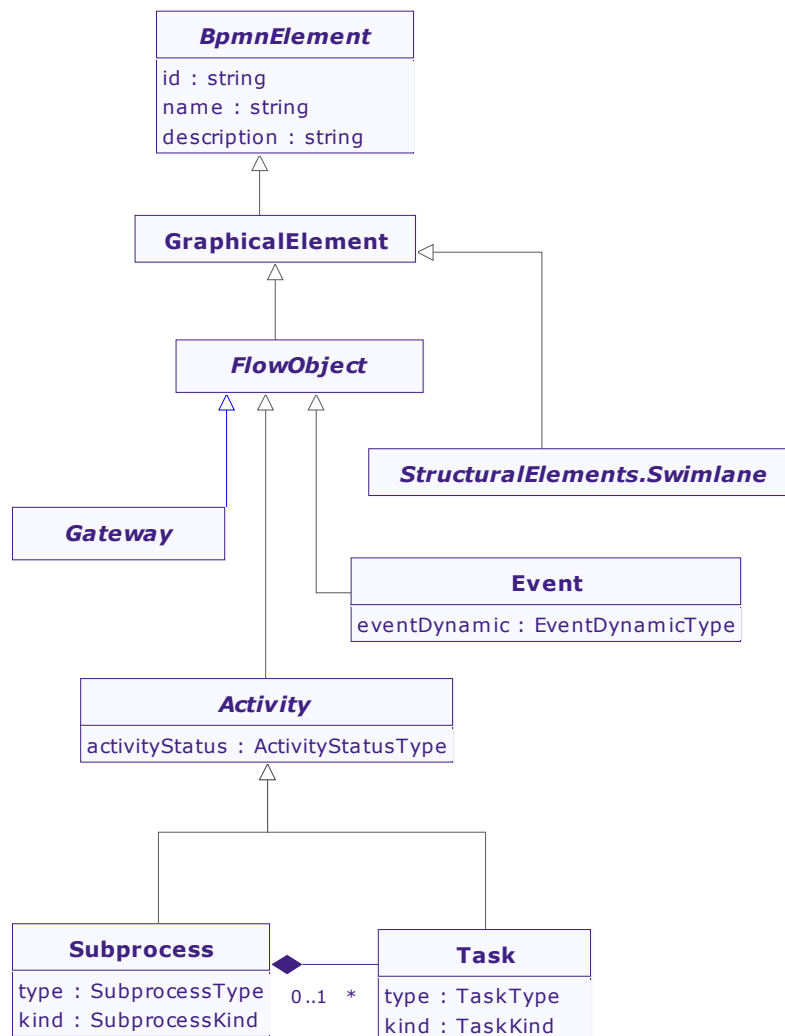 BpmnElement
id : string
name : string
description : string
GraphicalElement
FlowObject
StructuralElements.Swimlane
Gateway
Event
eventDynamic : EventDynamicType
Activity
activityStatus : ActivityStatusType
Subprocess
type : SubprocessType
kind : SubprocessKind
0..1 *
Task
type : TaskType
kind : TaskKind